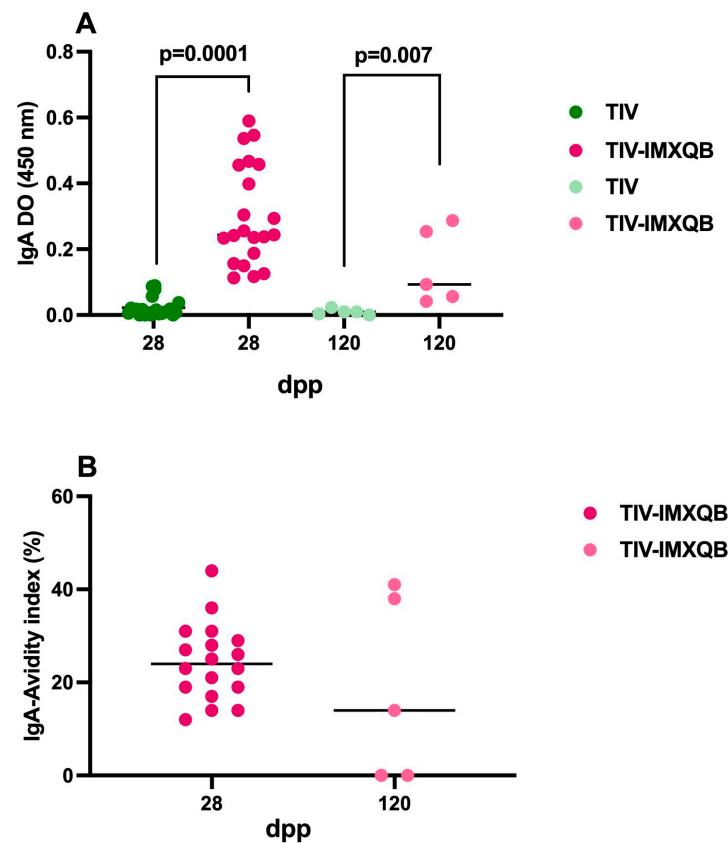 A
p=0.0001
p=0.007
0.8
0.6
0.4
0.2
0.0
IgA DO (450 nm)
28
28
120
120
dpp
TIV
TIV-IMXQB
TIV
TIV-IMXQB
B
60
40
20
0
IgA-Avidity index (%)
28
120
dpp
TIV-IMXQB
TIV-IMXQB